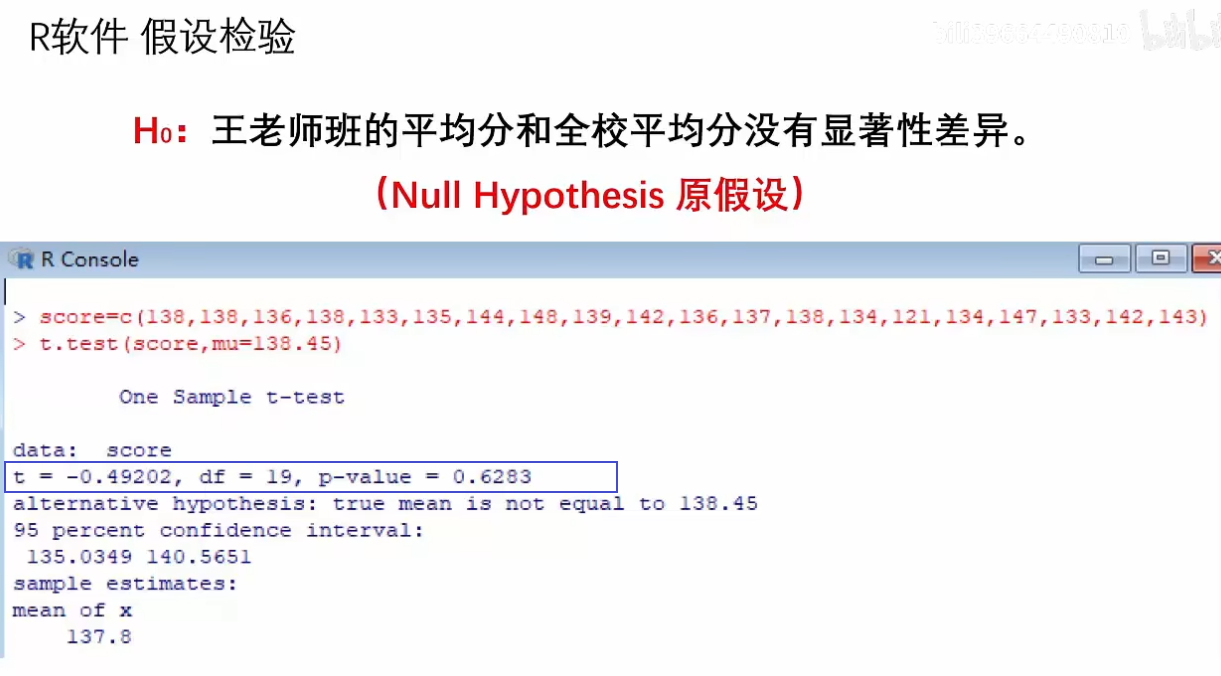 R软件 假设检验
H₀：王老师班的平均分和全校平均分没有显著性差异。
（Null Hypothesis 原假设）
R Console
> score=c(138,138,136,138,133,135,144,148,139,142,136,137,138,134,121,134,147,133,142,143)
> t.test(score,mu=138.45)
One Sample t-test
data:  score
t = -0.49202, df = 19, p-value = 0.6283
alternative hypothesis: true mean is not equal to 138.45
95 percent confidence interval:
135.0349 140.5651
sample estimates:
mean of x
137.8